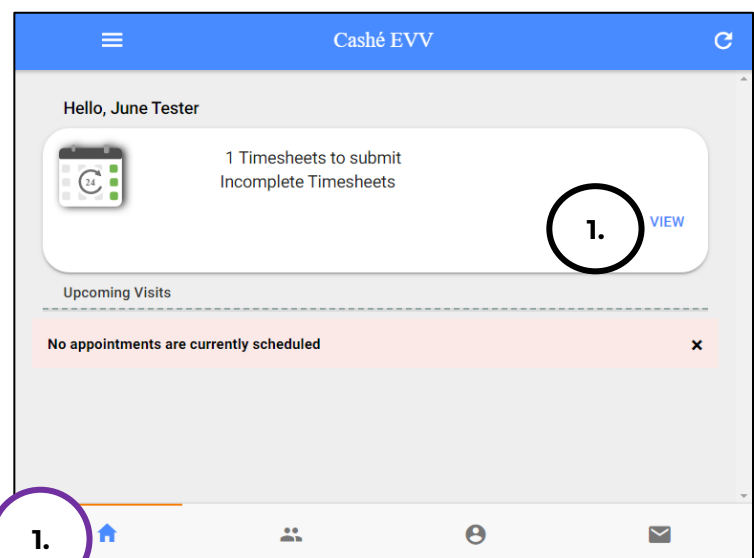 Cashé EVV
Hello, June Tester
24
1 Timesheets to submit
Incomplete Timesheets
1.
VIEW
Upcoming Visits
No appointments are currently scheduled
1.